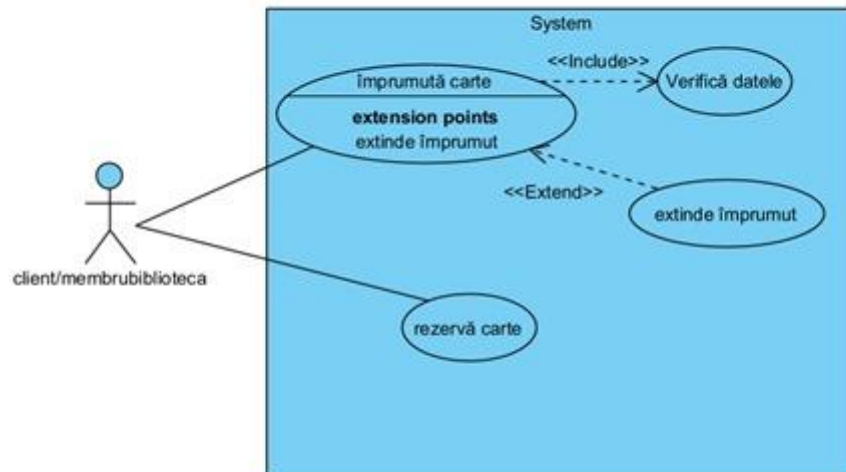 System
împrumută carte
<<Include>>
Verifică datele
extension points
extinde împrumut
<<Extend>>
extinde împrumut
client/membrubiblioteca
rezervă carte